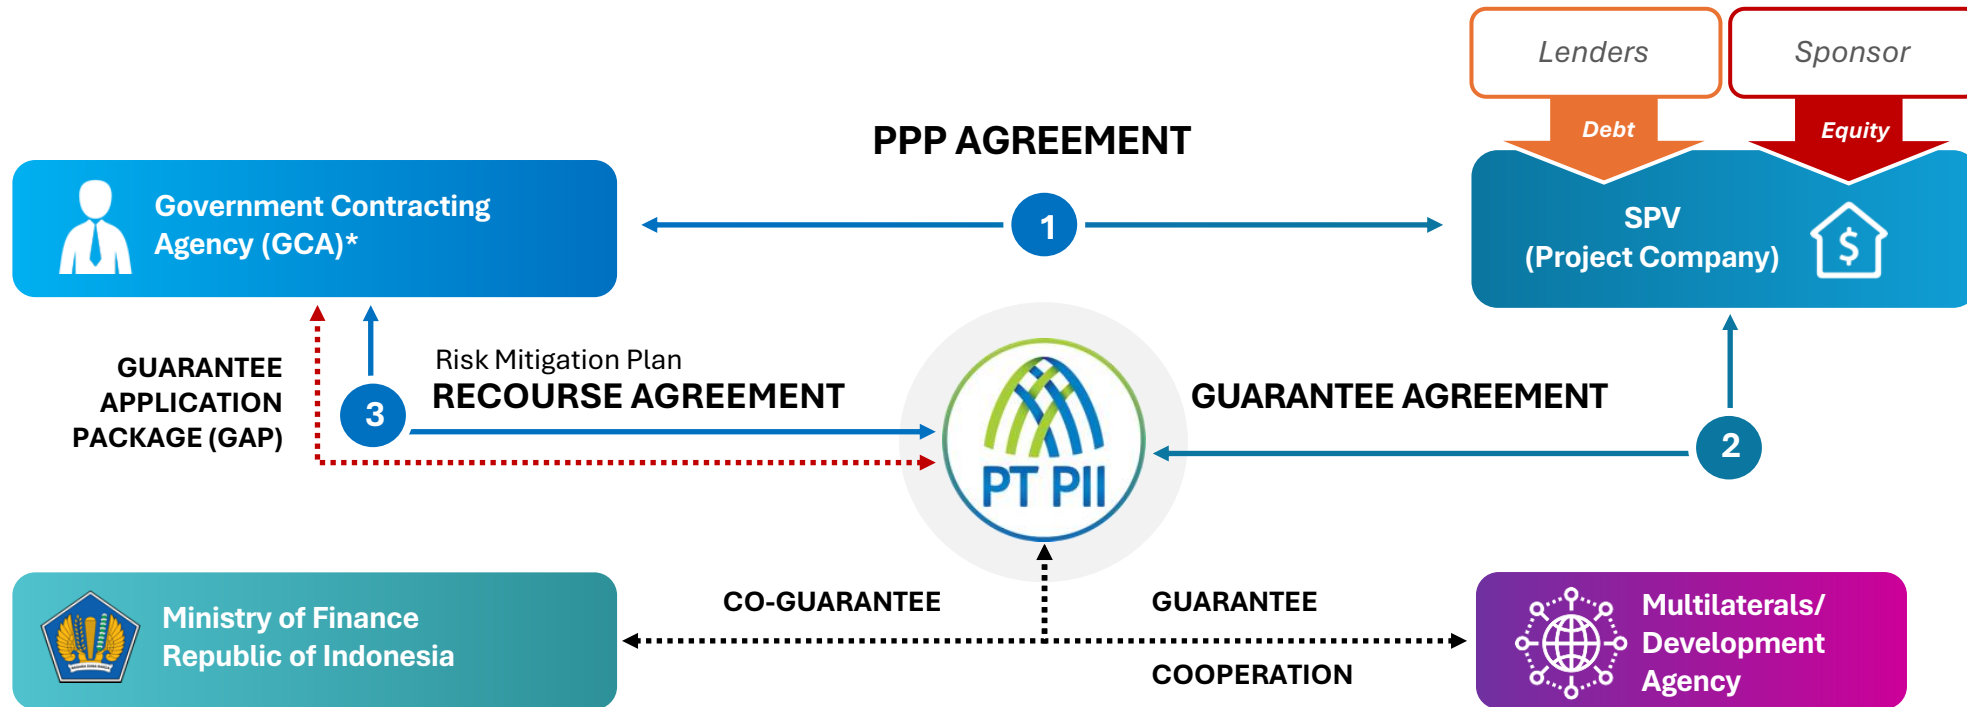 Lenders
Sponsor
Debt
Equity
PPP AGREEMENT
Government Contracting
Agency (GCA)*
1
SPV
(Project Company)
$
GUARANTEE
APPLICATION
PACKAGE (GAP)
3
Risk Mitigation Plan
RECOURSE AGREEMENT
PT PII
GUARANTEE AGREEMENT
2
Ministry of Finance
Republic of Indonesia
CO-GUARANTEE
GUARANTEE
COOPERATION
Multilaterals/
Development
Agency